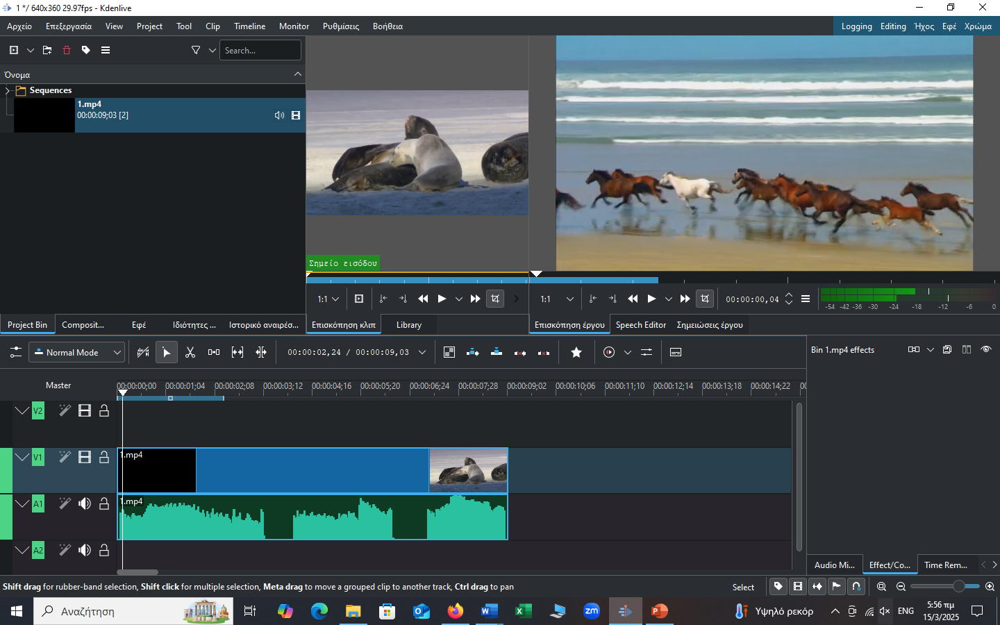 1 */ 640x360 29.97fps - Kdenlive
Αρχείο Επεξεργασία View Project Tool Clip Timeline Monitor Ρυθμίσεις Βοήθεια
Logging Editing Ήχος Εφέ Χρώμα
Search...
Όνομα
Sequences
1.mp4
00:00:09;03 [2]
Σημείο εισόδου
1:1
1:1
00:00:00,04
-54 -42 -36 -30 -24 -18 -12 -6 0
Project Bin Composit... Εφέ Ιδιότητες ... Ιστορικό αναιρέσ...
Επισκόπηση κλιπ Library
Επισκόπηση έργου Speech Editor Σημειώσεις έργου
Normal Mode
00:00:02,24 / 00:00:09,03
Bin 1.mp4 effects
Master
00:00:00;00 00:00:01;04 00:00:02;08 00:00:03;12 00:00:04;16 00:00:05;20 00:00:06;24 00:00:07;28 00:00:09;02 00:00:10;06 00:00:11;10 00:00:12;14 00:00:13;18 00:00:14;22 00
V2
V1
1.mp4
A1
1.mp4
A2
Audio Mi... Effect/Co... Time Rem...
Shift drag for rubber-band selection, Shift click for multiple selection, Meta drag to move a grouped clip to another track, Ctrl drag to pan
Select
Αναζήτηση
zm
Υψηλό ρεκόρ
ENG
5:56 πμ
15/3/2025